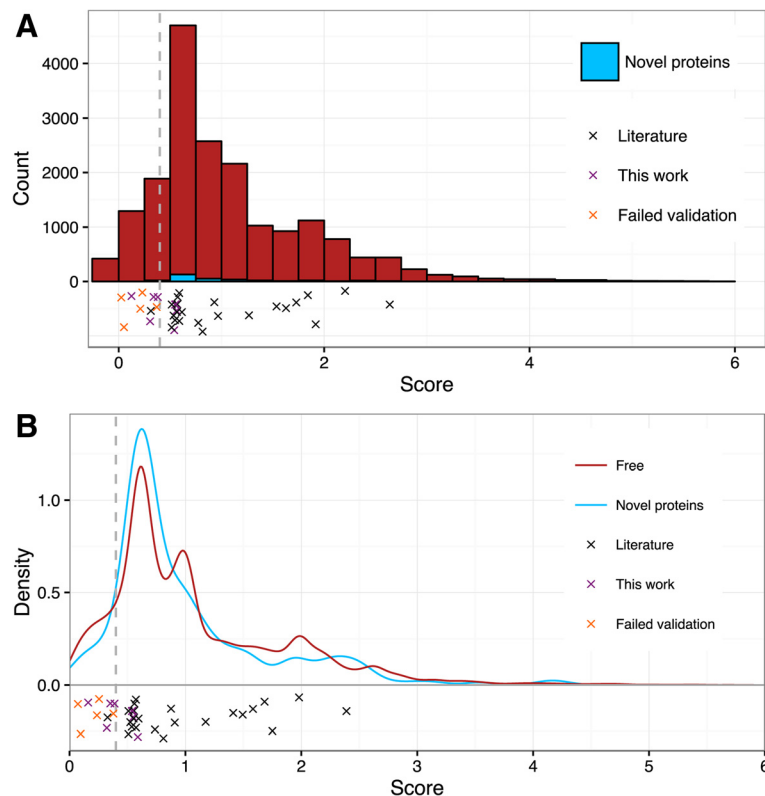 A
Count
4000
3000
2000
1000
0
Novel proteins
Literature
This work
Failed validation
0 2 4 6
Score
B
Density
1.0
0.5
0.0
Free
Novel proteins
Literature
This work
Failed validation
0 1 2 3 4 5 6
Score